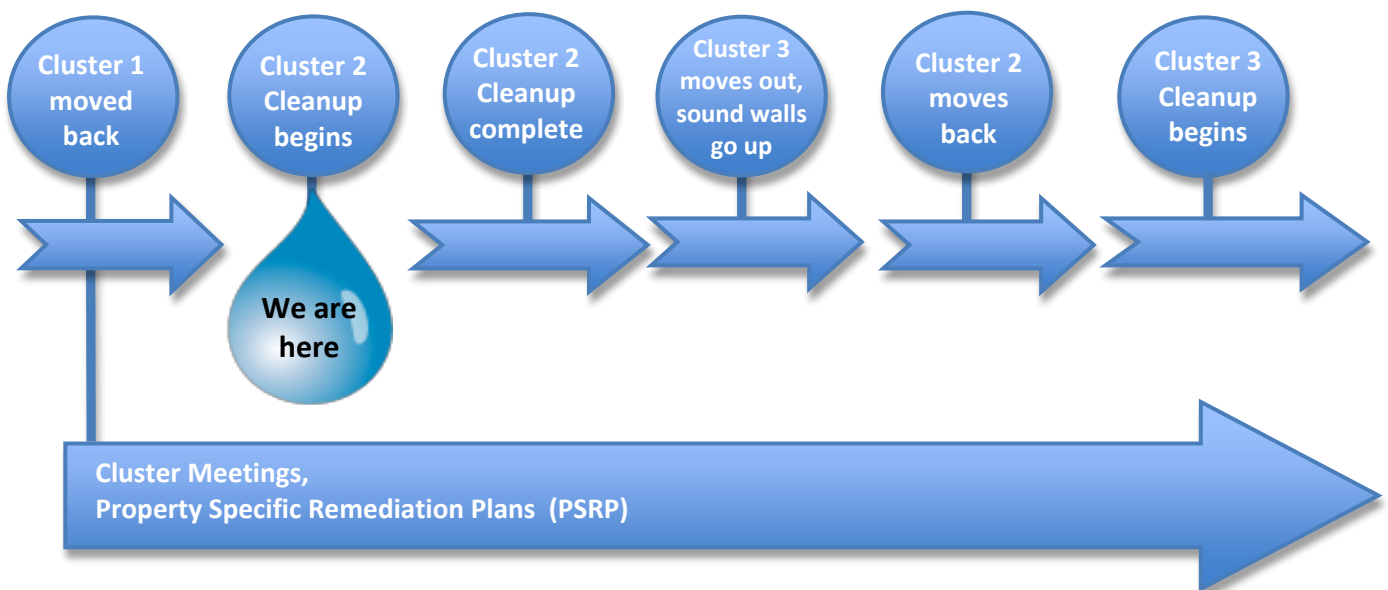 Cluster 1
moved
back
Cluster 2
Cleanup
begins
Cluster 2
Cleanup
complete
Cluster 3
moves out,
sound walls
go up
Cluster 2
moves
back
Cluster 3
Cleanup
begins
We are
here
Cluster Meetings,
Property Specific Remediation Plans (PSRP)